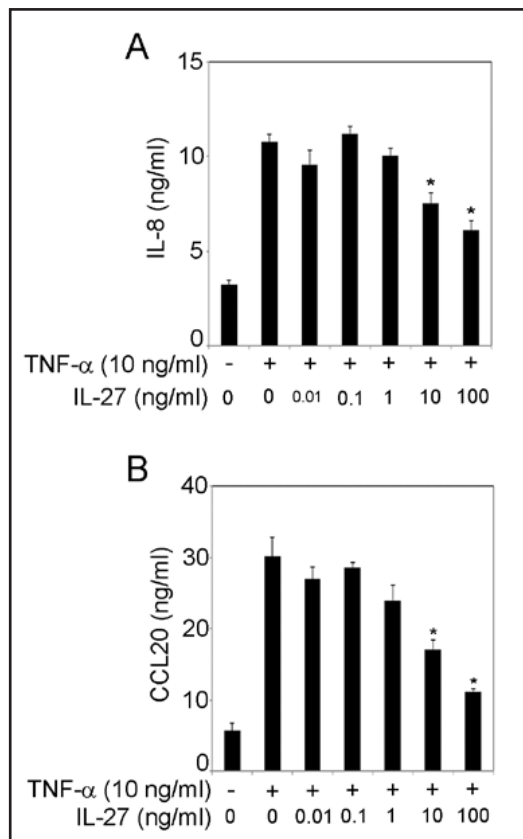 A
15
10
5
0
IL-8 (ng/ml)
* *
TNF-α (10 ng/ml) - + + + + + +
IL-27 (ng/ml) 0 0 0.01 0.1 1 10 100
B
40
30
20
10
0
CCL20 (ng/ml)
* *
TNF-α (10 ng/ml) - + + + + + +
IL-27 (ng/ml) 0 0 0.01 0.1 1 10 100